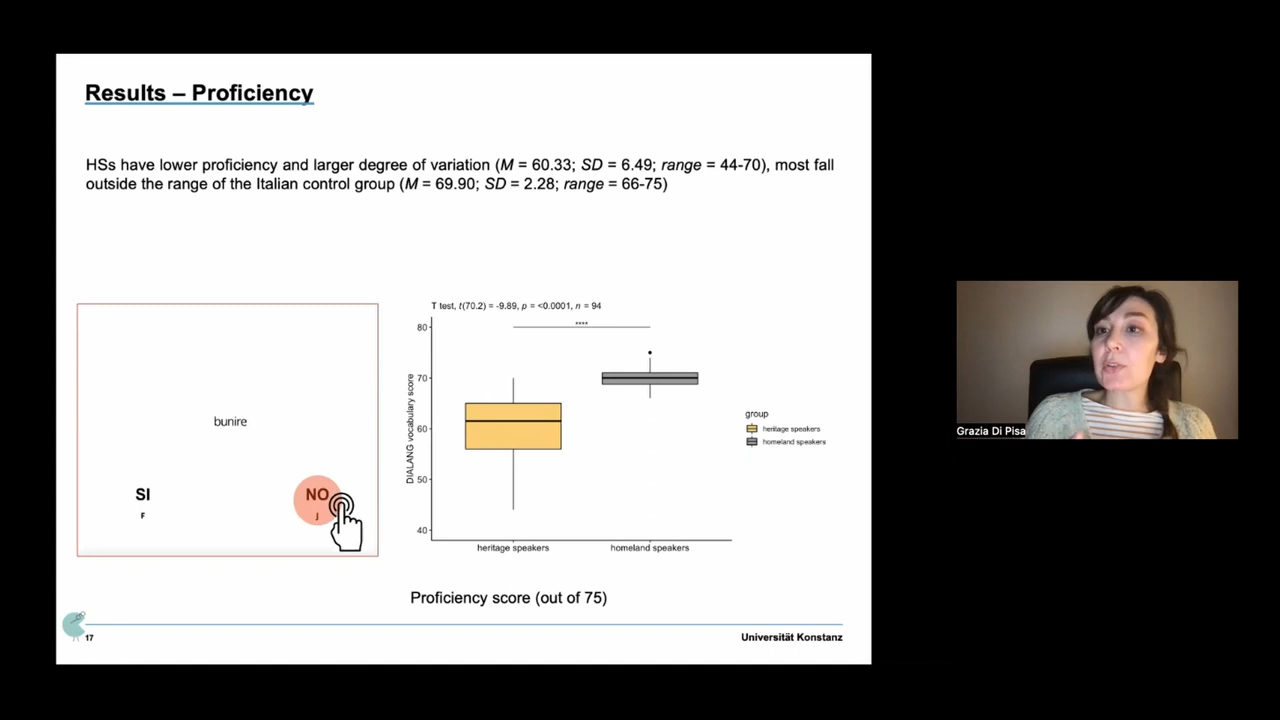 Results – Proficiency
HSs have lower proficiency and larger degree of variation (M = 60.33; SD = 6.49; range = 44-70), most fall
outside the range of the Italian control group (M = 69.90; SD = 2.28; range = 66-75)
bunire
SI
F
NO
J
T test, t(70.2) = -9.89, p = <0.0001, n = 94
****
80
70
60
50
40
DIALANG vocabulary score
heritage speakers
homeland speakers
group
heritage speakers
homeland speakers
Proficiency score (out of 75)
17
Universität Konstanz
Grazia Di Pisa